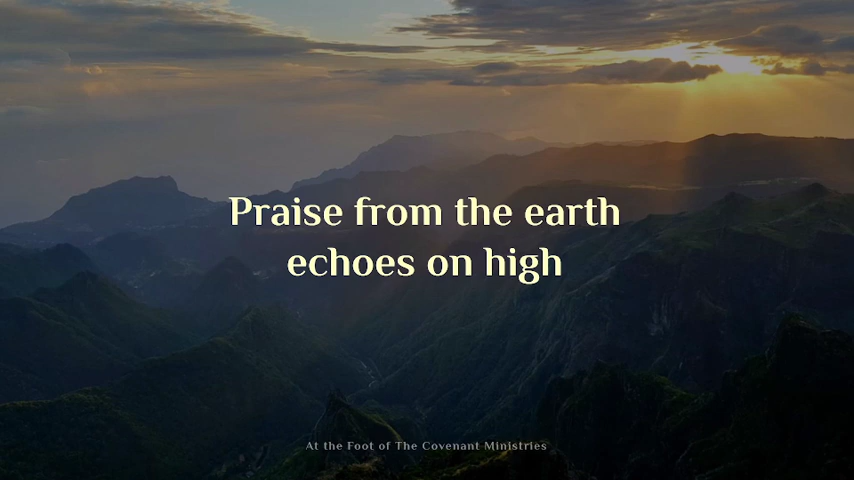 Praise from the earth
echoes on high
At the Foot of The Covenant Ministries